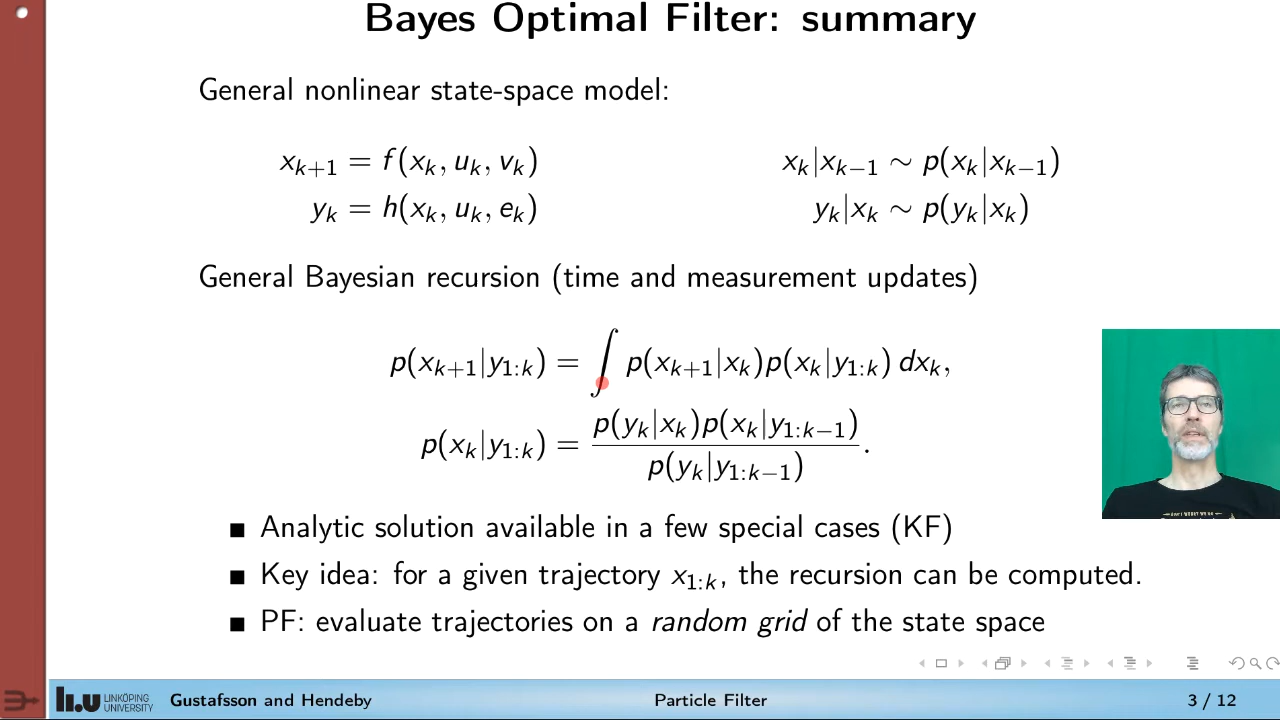 Bayes Optimal Filter: summary
General nonlinear state-space model:
x_{k+1} = f(x_k, u_k, v_k)    x_k|x_{k−1} ∼ p(x_k|x_{k−1})
y_k = h(x_k, u_k, e_k)    y_k|x_k ∼ p(y_k|x_k)
General Bayesian recursion (time and measurement updates)
p(x_{k+1}|y_{1:k}) = ∫ p(x_{k+1}|x_k)p(x_k|y_{1:k}) dx_k,
p(x_k|y_{1:k}) = \frac{p(y_k|x_k)p(x_k|y_{1:k−1})}{p(y_k|y_{1:k−1})}.
■ Analytic solution available in a few special cases (KF)
■ Key idea: for a given trajectory x_{1:k}, the recursion can be computed.
■ PF: evaluate trajectories on a random grid of the state space
LINKÖPING
UNIVERSITY
Gustafsson and Hendeby    Particle Filter    3 / 12